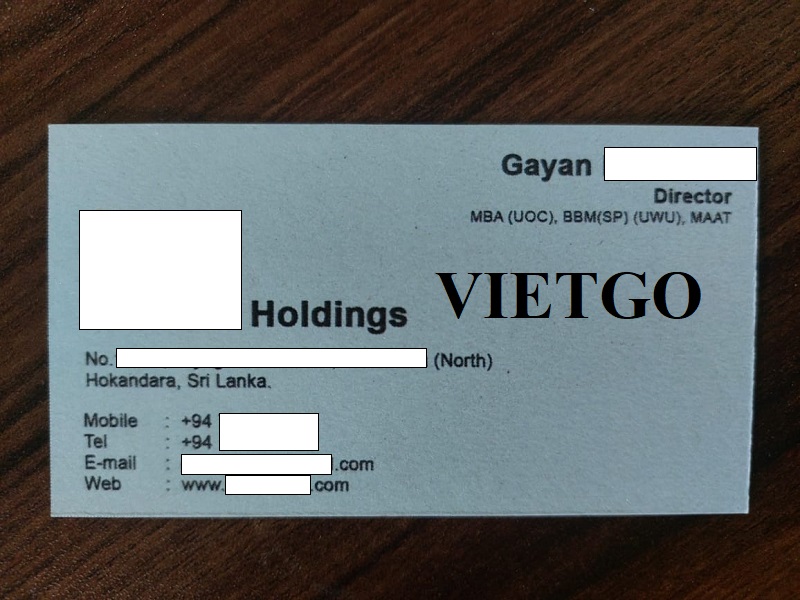 Gayan
Director
MBA (UOC), BBM(SP) (UWU), MAAT
VIETGO
Holdings
No. (North)
Hokandara, Sri Lanka.
Mobile : +94
Tel : +94
E-mail : .com
Web : www. .com